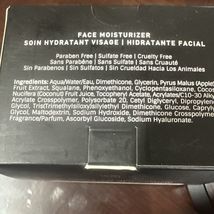 FACE MOISTURIZER
SOIN HYDRATANT VISAGE | HIDRATANTE FACIAL
Paraben Free | Sulfate Free | Cruelty Free
Sans Parabène | Sans Sulfate | Sans Cruauté
Sin Parabenos | Sin Sulfatos | Sin Crueldad Hacia Los Animales
Ingredients: Aqua/Water/Eau, Dimethicone, Glycerin, Pyrus Malus (Apple)
Fruit Extract, Squalane, Phenoxyethanol, Cyclopentasiloxane, Cocos
Nucifera (Coconut) Fruit Juice, Tocopheryl Acetate, Acrylates/C10-30 Alkyl
Acrylate Crosspolymer, Polysorbate 20, Cetyl Diglyceryl
Tris(trimethylsiloxy)silylethyl Dimethicone, Glucose, Capryl
Glycol, Maltodextrin, Sodium Hydroxide, Dimethicone Crosspolymer
Fragrance/Parfum, Ascorbyl Glucoside, Sodium Hyaluronate.